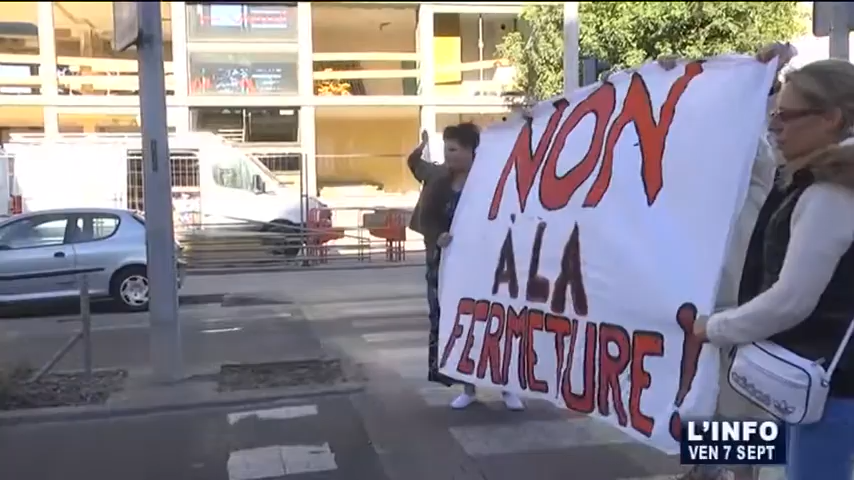 NON
À LA
FERMETURE !
L'INFO
VEN 7 SEPT